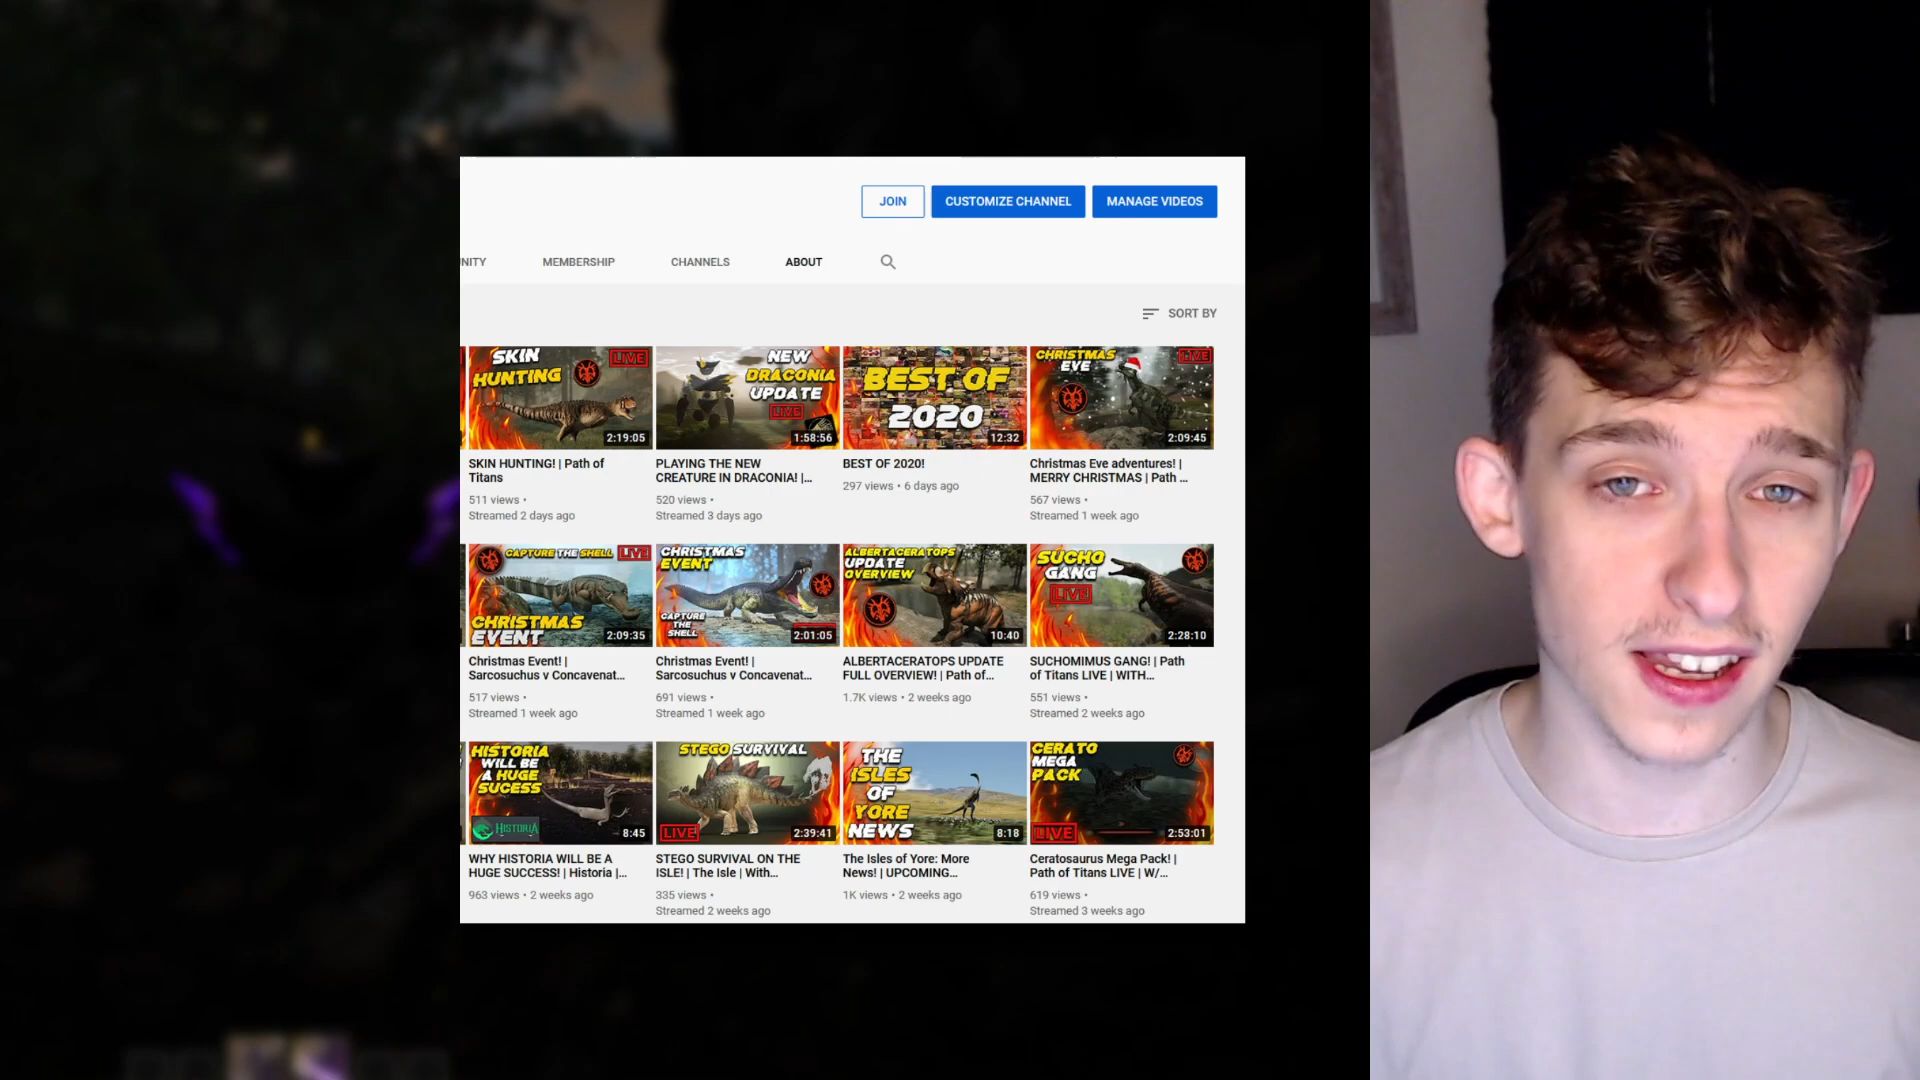 JOIN
CUSTOMIZE CHANNEL
MANAGE VIDEOS
NITY
MEMBERSHIP
CHANNELS
ABOUT
SORT BY
SKIN
HUNTING
LIVE
2:19:05
NEW
DRACONIA
UPDATE
LIVE
1:58:56
BEST OF
2020
12:32
CHRISTMAS
EVE
LIVE
2:09:45
SKIN HUNTING! | Path of
Titans
511 views •
Streamed 2 days ago
PLAYING THE NEW
CREATURE IN DRACONIA! |...
520 views •
Streamed 3 days ago
BEST OF 2020!
297 views • 6 days ago
Christmas Eve adventures! |
MERRY CHRISTMAS | Path ...
567 views •
Streamed 1 week ago
CAPTURE THE SHELL
LIVE
CHRISTMAS
EVENT
2:09:35
CHRISTMAS
EVENT
CAPTURE
THE
SHELL
2:01:05
ALBERTACERATOPS
UPDATE
OVERVIEW
10:40
SUCHO
GANG
LIVE
2:28:10
Christmas Event! |
Sarcosuchus v Concavenat...
517 views •
Streamed 1 week ago
Christmas Event! |
Sarcosuchus v Concavenat...
691 views •
Streamed 1 week ago
ALBERTACERATOPS UPDATE
FULL OVERVIEW! | Path of...
1.7K views • 2 weeks ago
SUCHOMIMUS GANG! | Path
of Titans LIVE | WITH...
551 views •
Streamed 2 weeks ago
HISTORIA
WILL BE
A HUGE
SUCESS
HISTORIA
8:45
STEGO SURVIVAL
LIVE
2:39:41
THE
ISLES
OF
YORE
NEWS
8:18
CERATO
MEGA
PACK
LIVE
2:53:01
WHY HISTORIA WILL BE A
HUGE SUCCESS! | Historia |...
963 views • 2 weeks ago
STEGO SURVIVAL ON THE
ISLE! | The Isle | With...
335 views •
Streamed 2 weeks ago
The Isles of Yore: More
News! | UPCOMING...
1K views • 2 weeks ago
Ceratosaurus Mega Pack! |
Path of Titans LIVE | W/...
619 views •
Streamed 3 weeks ago